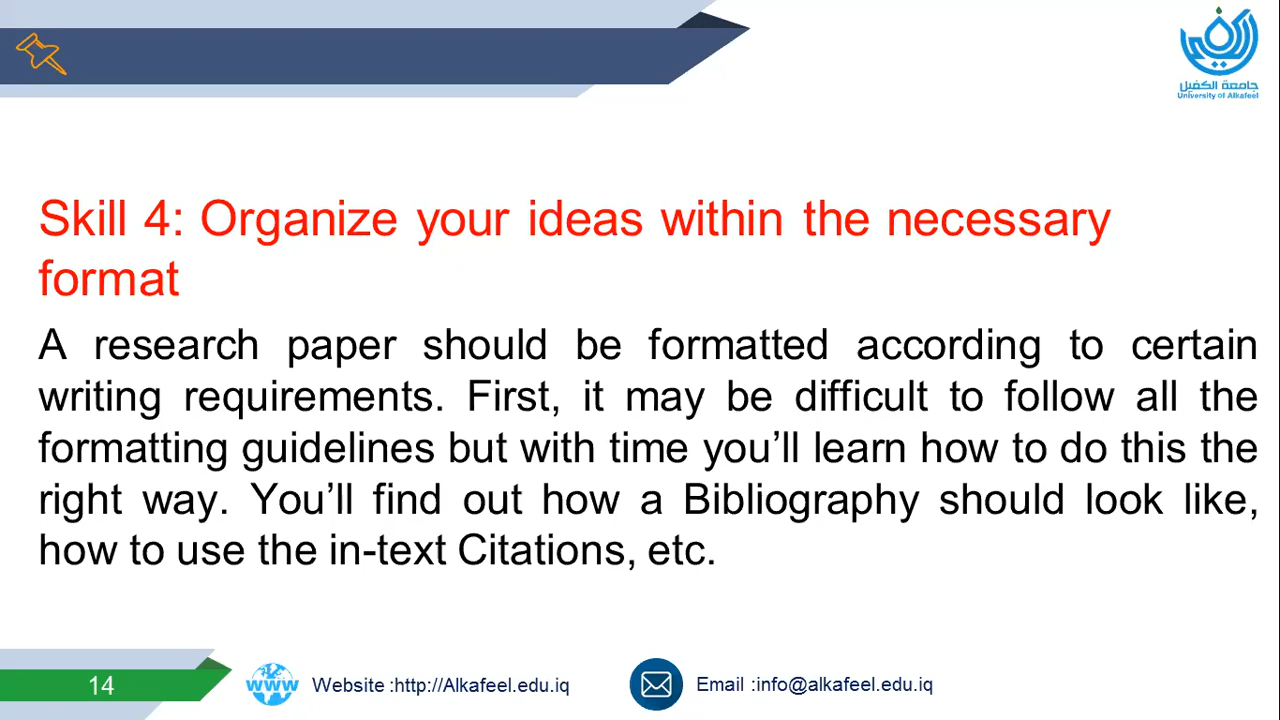 جامعة الكفيل
University of Alkafeel
Skill 4: Organize your ideas within the necessary
format
A research paper should be formatted according to certain
writing requirements. First, it may be difficult to follow all the
formatting guidelines but with time you’ll learn how to do this the
right way. You’ll find out how a Bibliography should look like,
how to use the in-text Citations, etc.
14
WWW
Website :http://Alkafeel.edu.iq
Email :info@alkafeel.edu.iq